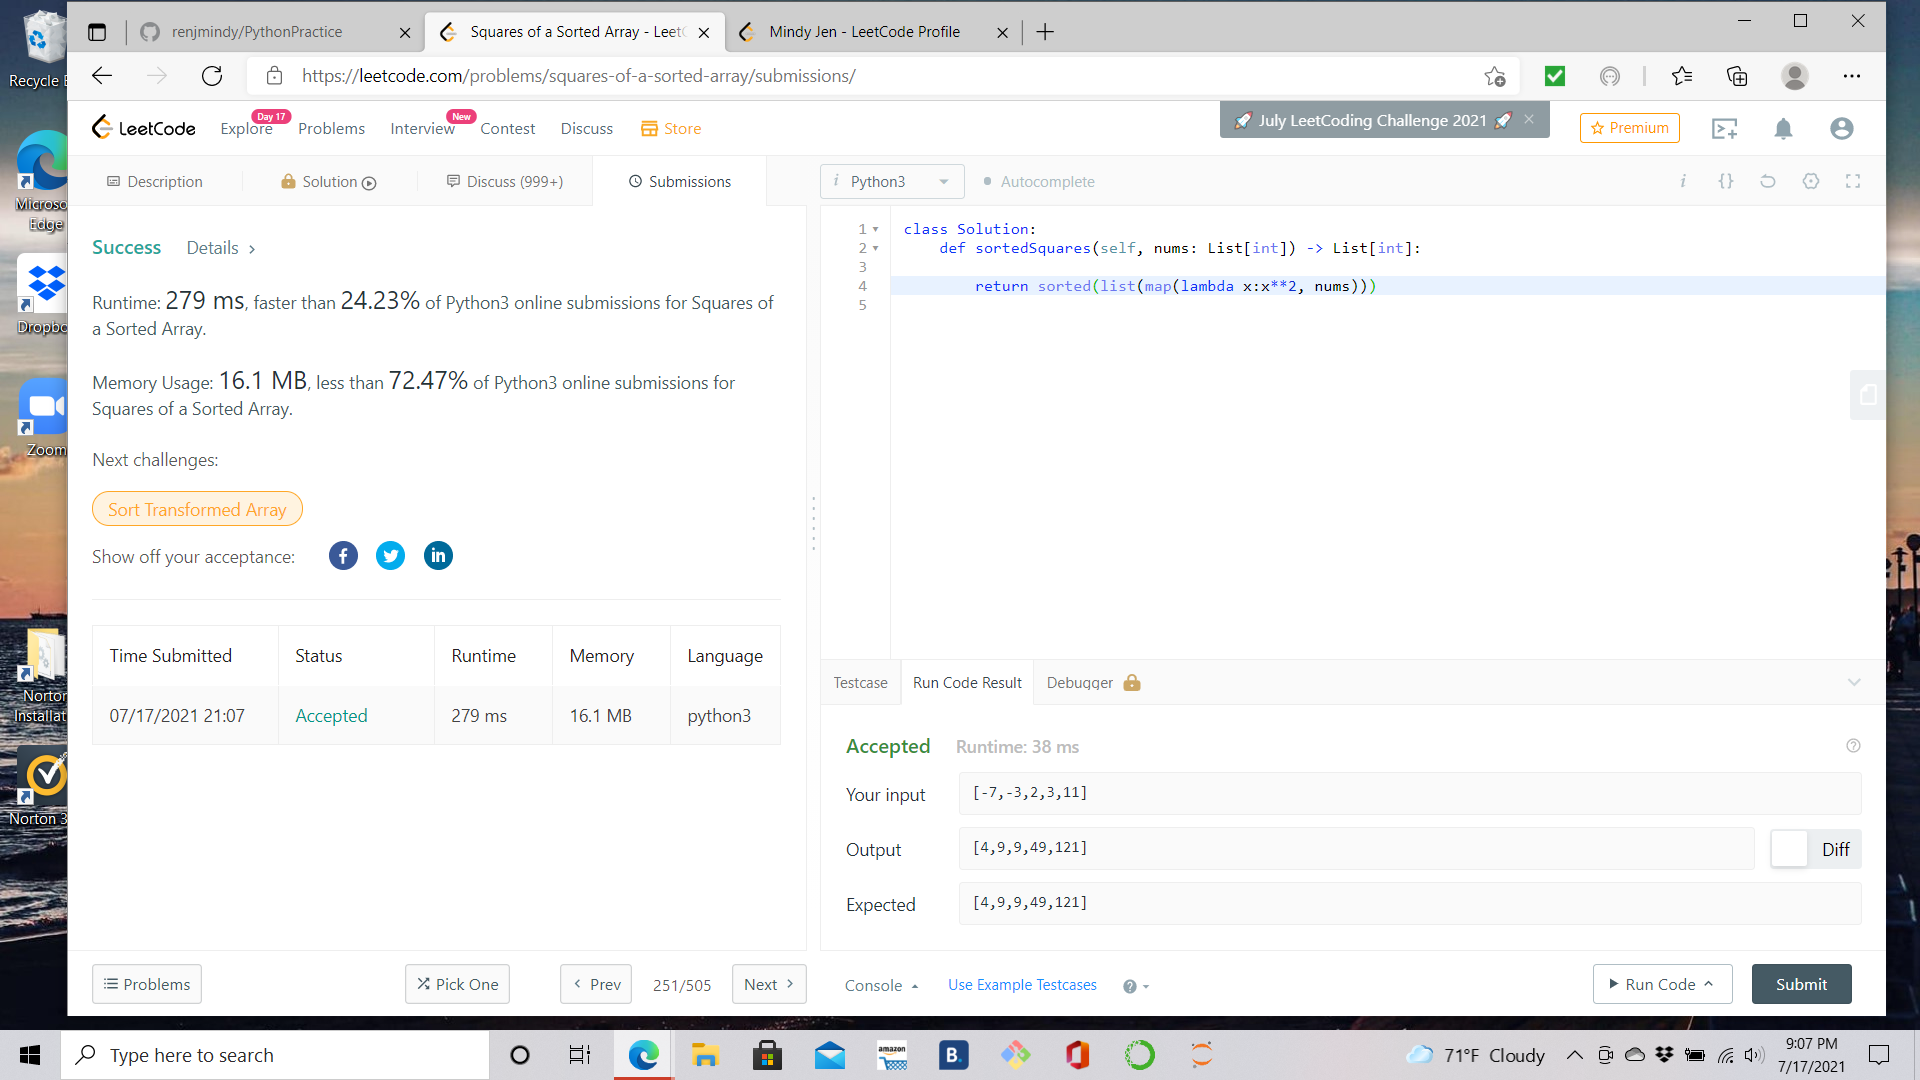 Recycle
Microso
Edge
Dropbo
Zoom
Norton
Installat
Norton 3
renjmindy/PythonPractice
Squares of a Sorted Array - LeetC
Mindy Jen - LeetCode Profile
https://leetcode.com/problems/squares-of-a-sorted-array/submissions/
LeetCode
Explore
Day 17
Problems
Interview
New
Contest
Discuss
Store
July LeetCoding Challenge 2021
Premium
Description
Solution
Discuss (999+)
Submissions
i Python3
Autocomplete
i {}
Success
Details >
Runtime: 279 ms, faster than 24.23% of Python3 online submissions for Squares of
a Sorted Array.
Memory Usage: 16.1 MB, less than 72.47% of Python3 online submissions for
Squares of a Sorted Array.
Next challenges:
Sort Transformed Array
Show off your acceptance:
f
in
Time Submitted Status Runtime Memory Language
07/17/2021 21:07 Accepted 279 ms 16.1 MB python3
1 class Solution:
2 def sortedSquares(self, nums: List[int]) -> List[int]:
3
4 return sorted(list(map(lambda x:x**2, nums)))
5
Testcase
Run Code Result
Debugger
Accepted
Runtime: 38 ms
Your input
[-7,-3,2,3,11]
Output
[4,9,9,49,121]
Diff
Expected
[4,9,9,49,121]
Problems
Pick One
Prev
251/505
Next
Console
Use Example Testcases
Run Code
Submit
Type here to search
amazon
B.
71°F Cloudy
9:07 PM
7/17/2021